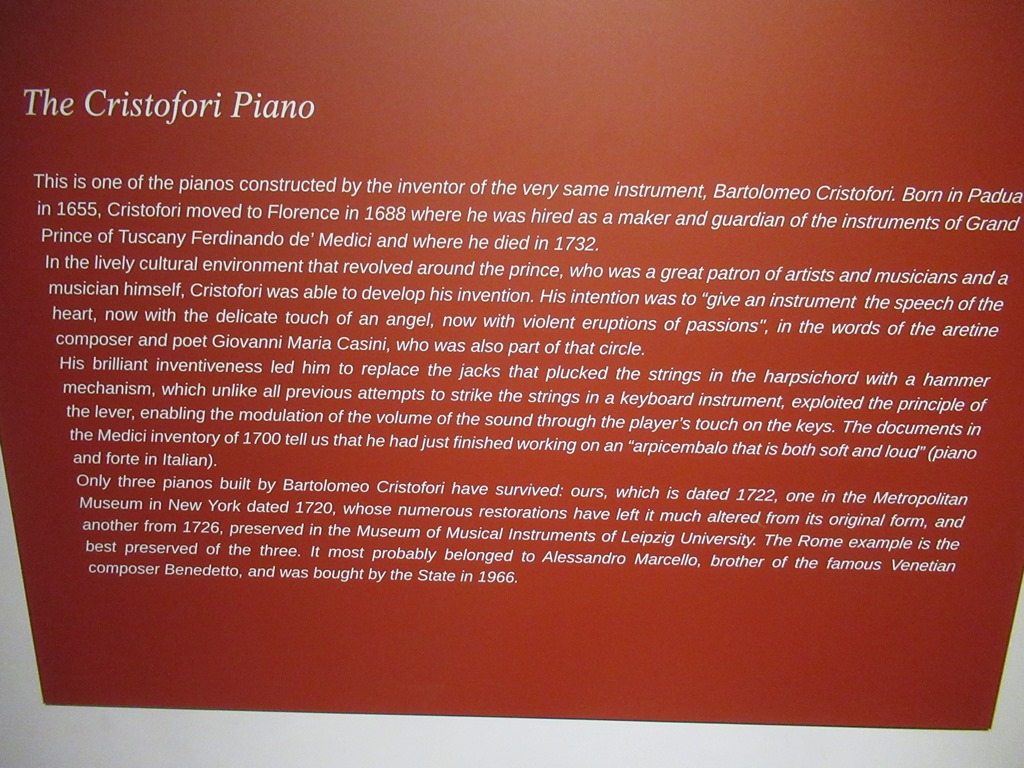 The Cristofori Piano
This is one of the pianos constructed by the inventor of the very same instrument, Bartolomeo Cristofori. Born in Padua
in 1655, Cristofori moved to Florence in 1688 where he was hired as a maker and guardian of the instruments of Grand
Prince of Tuscany Ferdinando de' Medici and where he died in 1732.
In the lively cultural environment that revolved around the prince, who was a great patron of artists and musicians and a
musician himself, Cristofori was able to develop his invention. His intention was to "give an instrument the speech of the
heart, now with the delicate touch of an angel, now with violent eruptions of passions", in the words of the aretine
composer and poet Giovanni Maria Casini, who was also part of that circle.
His brilliant inventiveness led him to replace the jacks that plucked the strings in the harpsichord with a hammer
mechanism, which unlike all previous attempts to strike the strings in a keyboard instrument, exploited the principle of
the lever, enabling the modulation of the volume of the sound through the player's touch on the keys. The documents in
the Medici inventory of 1700 tell us that he had just finished working on an "arpicembalo that is both soft and loud" (piano
and forte in Italian).
Only three pianos built by Bartolomeo Cristofori have survived: ours, which is dated 1722, one in the Metropolitan
Museum in New York dated 1720, whose numerous restorations have left it much altered from its original form, and
another from 1726, preserved in the Museum of Musical Instruments of Leipzig University. The Rome example is the
best preserved of the three. It most probably belonged to Alessandro Marcello, brother of the famous Venetian
composer Benedetto, and was bought by the State in 1966.